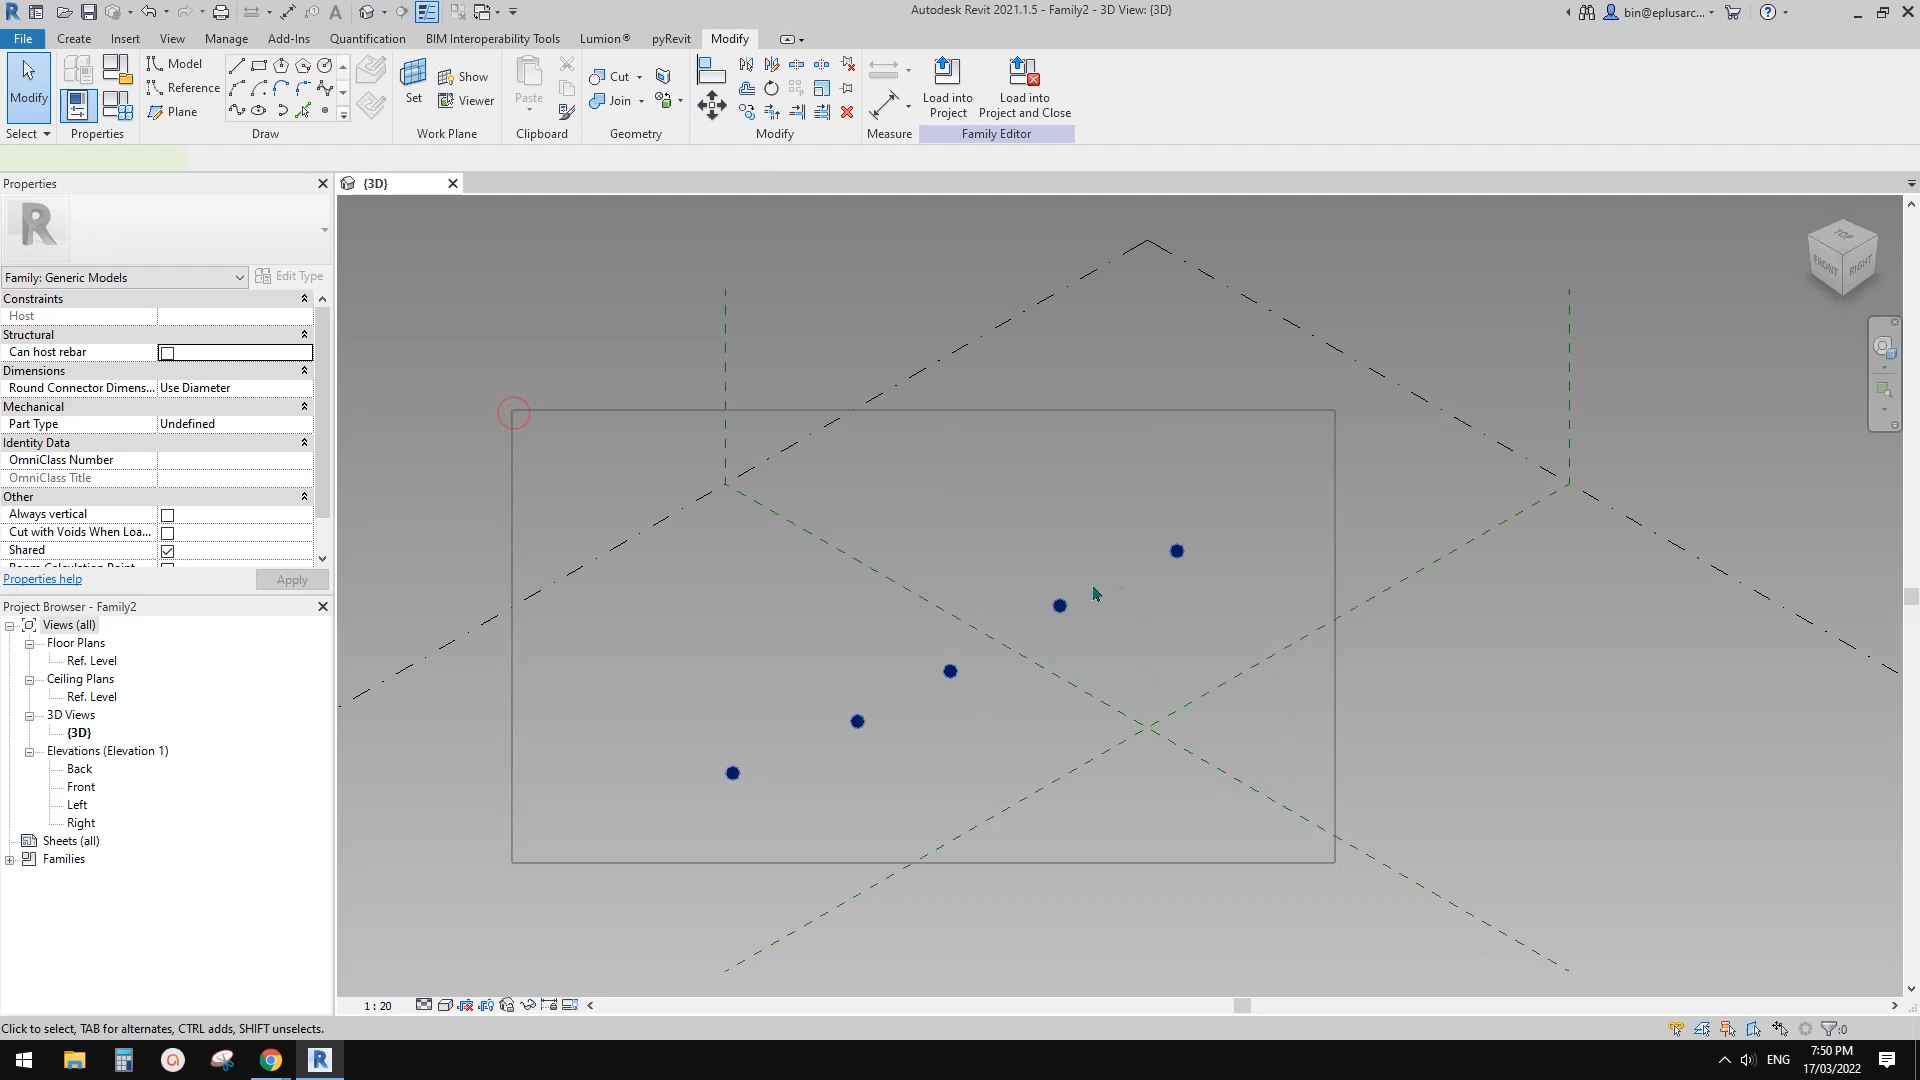 Autodesk Revit 2021.1.5 - Family2 - 3D View: {3D}
bin@eplusarc...
File
Create
Insert
View
Manage
Add-Ins
Quantification
BIM Interoperability Tools
Lumion®
pyRevit
Modify
Modify
Model
Reference
Plane
Set
Show
Viewer
Paste
Cut
Join
Load into
Project
Load into
Project and Close
Select
Properties
Draw
Work Plane
Clipboard
Geometry
Modify
Measure
Family Editor
Properties
{3D}
R
Family: Generic Models
Edit Type
Constraints
Host
Structural
Can host rebar
Dimensions
Round Connector Dimens...
Use Diameter
Mechanical
Part Type
Undefined
Identity Data
OmniClass Number
OmniClass Title
Other
Always vertical
Cut with Voids When Loa...
Shared
Room Calculation Point
Properties help
Apply
Project Browser - Family2
Views (all)
Floor Plans
Ref. Level
Ceiling Plans
Ref. Level
3D Views
{3D}
Elevations (Elevation 1)
Back
Front
Left
Right
Sheets (all)
Families
TOP
FRONT
RIGHT
1 : 20
Click to select, TAB for alternates, CTRL adds, SHIFT unselects.
:0
ENG
7:50 PM
17/03/2022